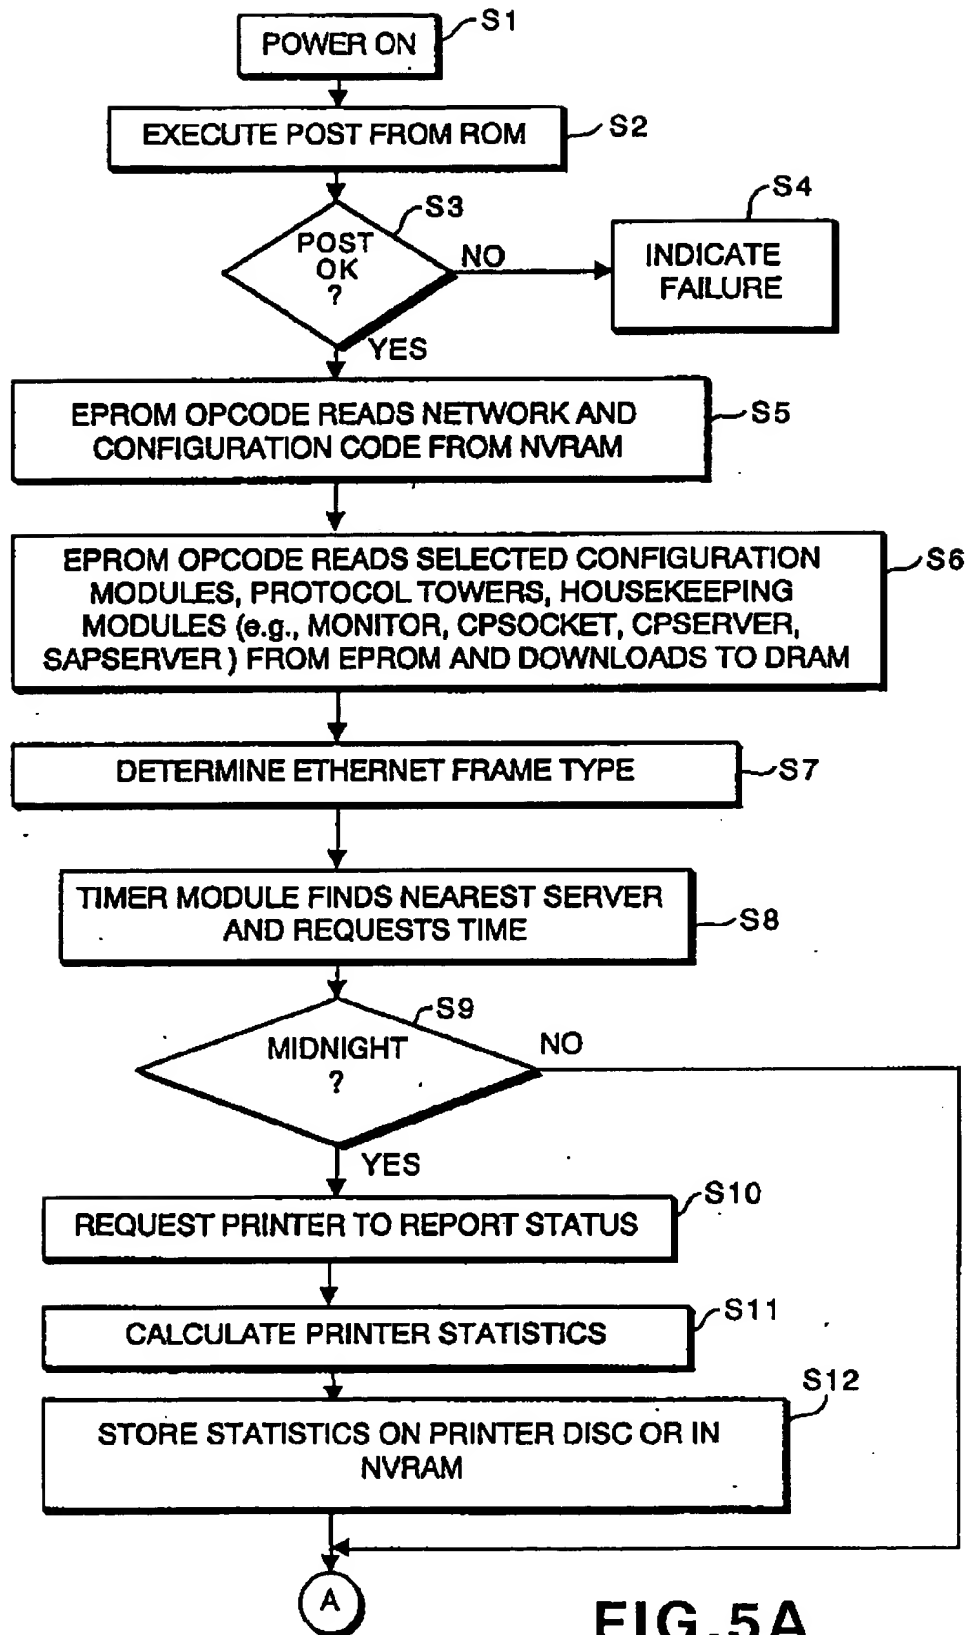 S1
POWER ON
EXECUTE POST FROM ROM
S2
S3
S4
POST
OK
?
NO
INDICATE
FAILURE
YES
EPROM OPCODE READS NETWORK AND
CONFIGURATION CODE FROM NVRAM
S5
EPROM OPCODE READS SELECTED CONFIGURATION
MODULES, PROTOCOL TOWERS, HOUSEKEEPING
MODULES (e.g., MONITOR, CPSOCKET, CPSERVER,
SAPSERVER) FROM EPROM AND DOWNLOADS TO DRAM
S6
DETERMINE ETHERNET FRAME TYPE
S7
TIMER MODULE FINDS NEAREST SERVER
AND REQUESTS TIME
S8
S9
MIDNIGHT
?
NO
YES
S10
REQUEST PRINTER TO REPORT STATUS
S11
CALCULATE PRINTER STATISTICS
S12
STORE STATISTICS ON PRINTER DISC OR IN
NVRAM
A
FIG.5A